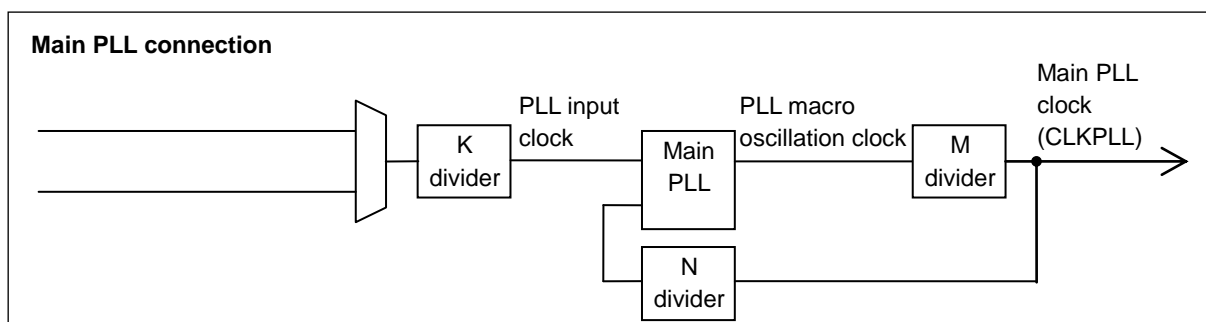 Main PLL connection
Main PLL
clock
(CLKPLL)
PLL input
clock
PLL macro
oscillation clock
K
divider
Main
PLL
M
divider
N
divider